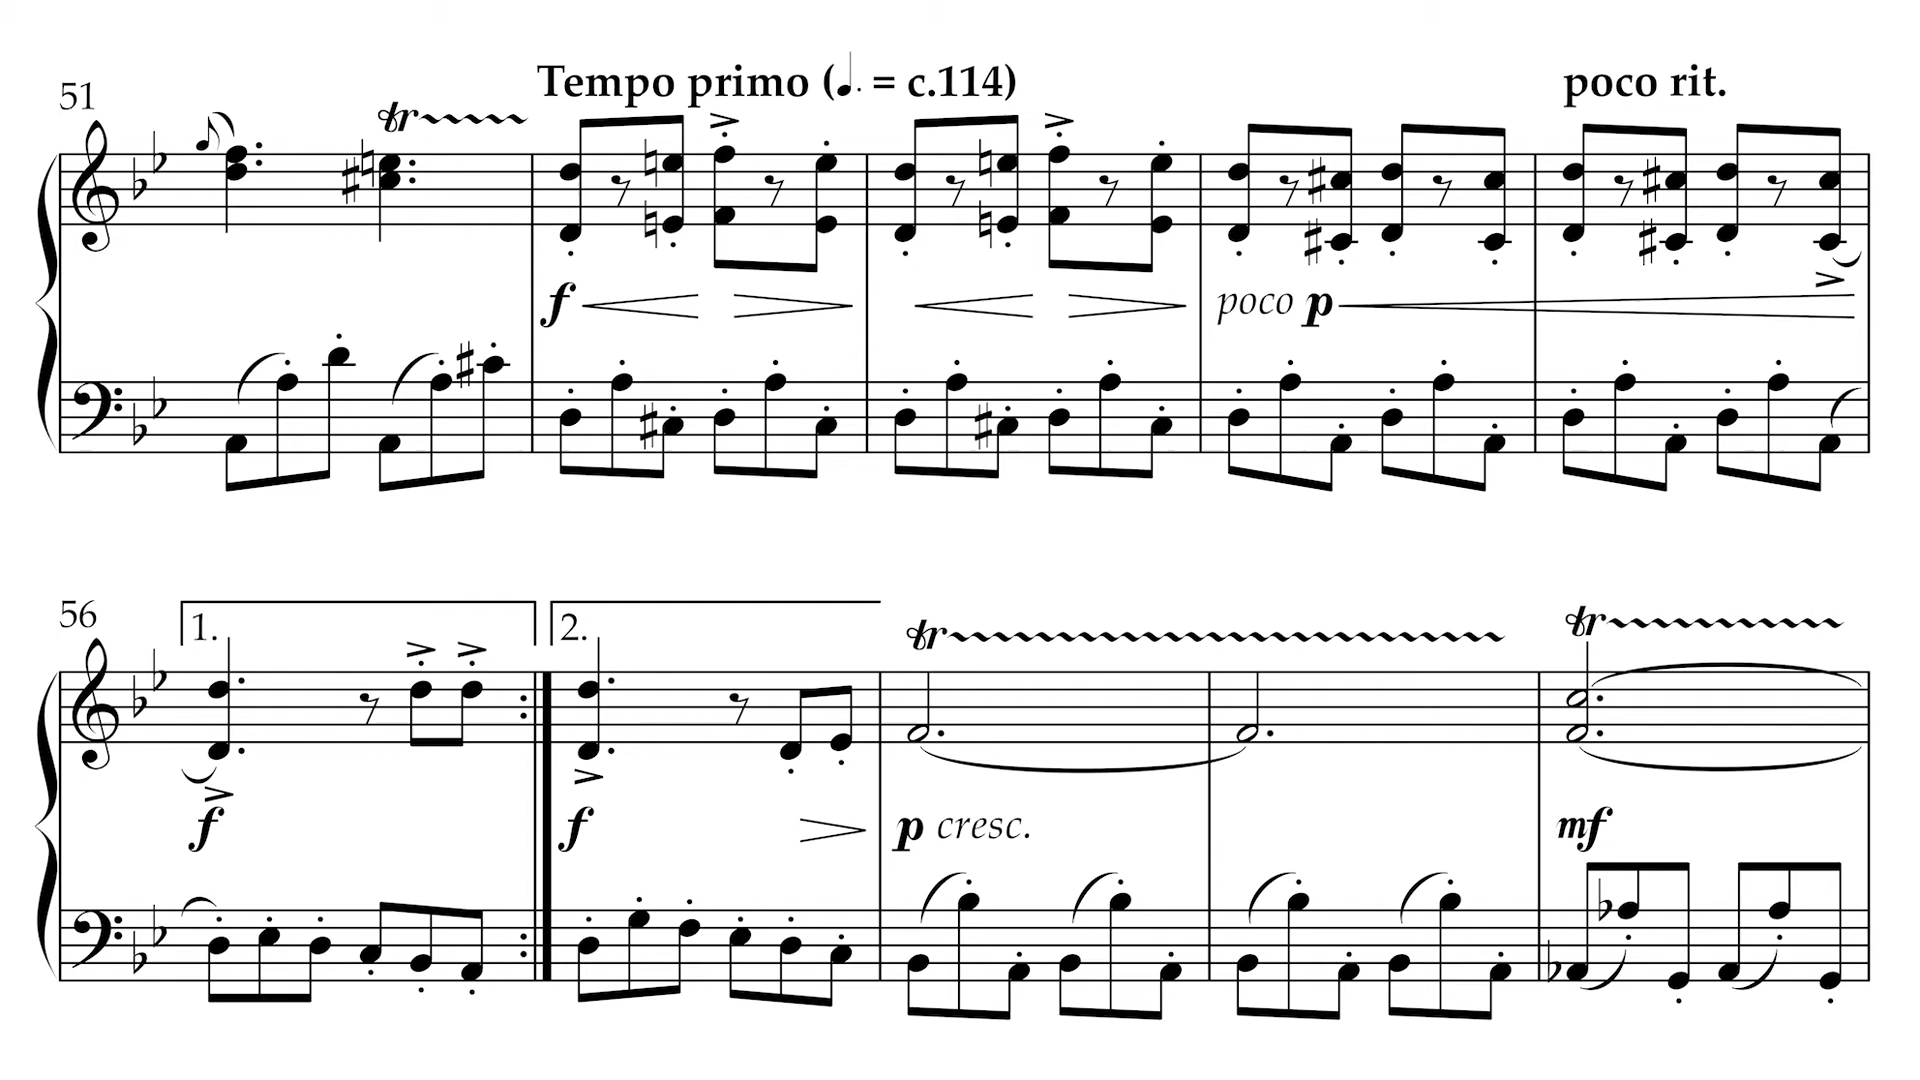 51
Tempo primo (♩. = c.114)
poco rit.
tr
f
poco p
56
1.
2.
tr
tr
f
f
p cresc.
mf